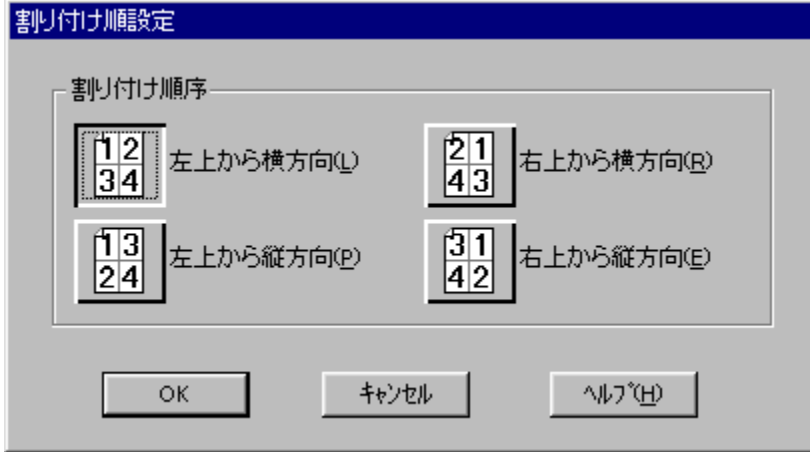 割り付け順設定
割り付け順序
12
34
左上から横方向(L)
21
43
右上から横方向(R)
13
24
左上から縦方向(P)
31
42
右上から縦方向(E)
OK
ｷｬﾝｾﾙ
ﾍﾙﾌﾟ(H)